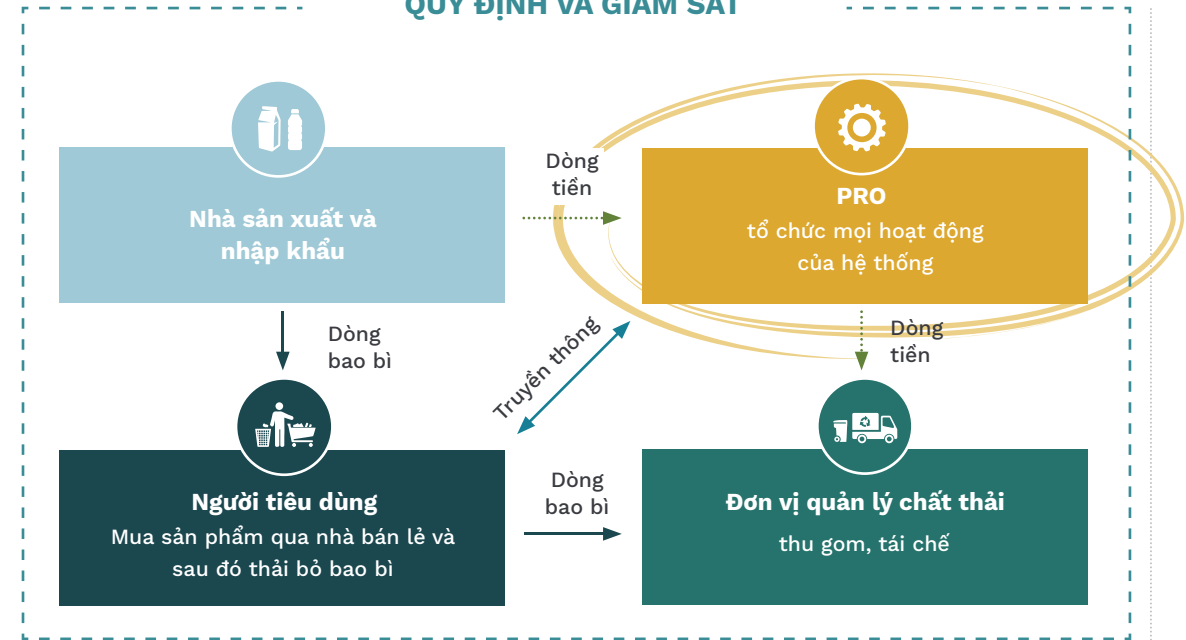 QUY ĐỊNH VÀ GIÁM SÁT
Nhà sản xuất và
nhập khẩu
Dòng
tiền
PRO
tổ chức mọi hoạt động
của hệ thống
Dòng
bao bì
Truyền thông
Dòng
tiền
Người tiêu dùng
Mua sản phẩm qua nhà bán lẻ và
sau đó thải bỏ bao bì
Dòng
bao bì
Đơn vị quản lý chất thải
thu gom, tái chế